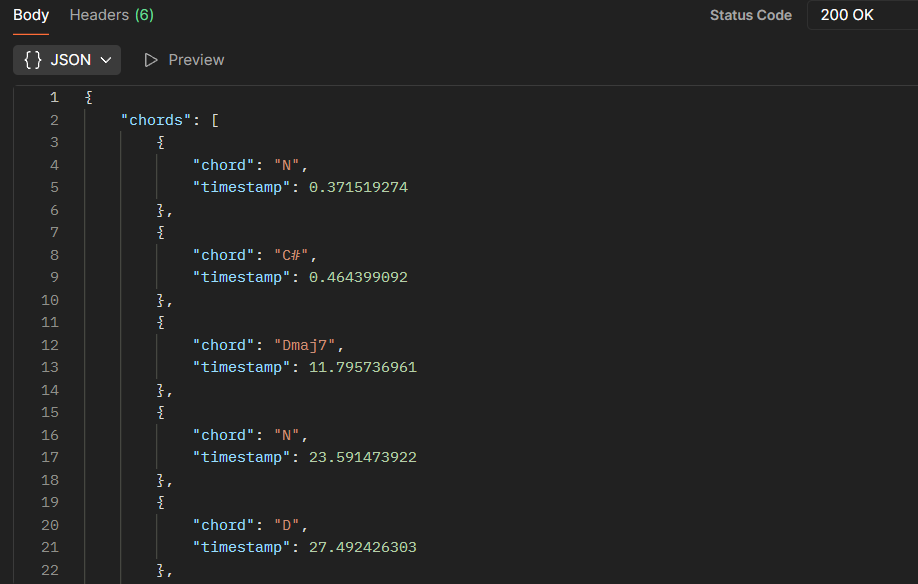 Body Headers (6) Status Code 200 OK
{} JSON Preview
1 {
2 "chords": [
3 {
4 "chord": "N",
5 "timestamp": 0.371519274
6 },
7 {
8 "chord": "C#",
9 "timestamp": 0.464399092
10 },
11 {
12 "chord": "Dmaj7",
13 "timestamp": 11.795736961
14 },
15 {
16 "chord": "N",
17 "timestamp": 23.591473922
18 },
19 {
20 "chord": "D",
21 "timestamp": 27.492426303
22 },